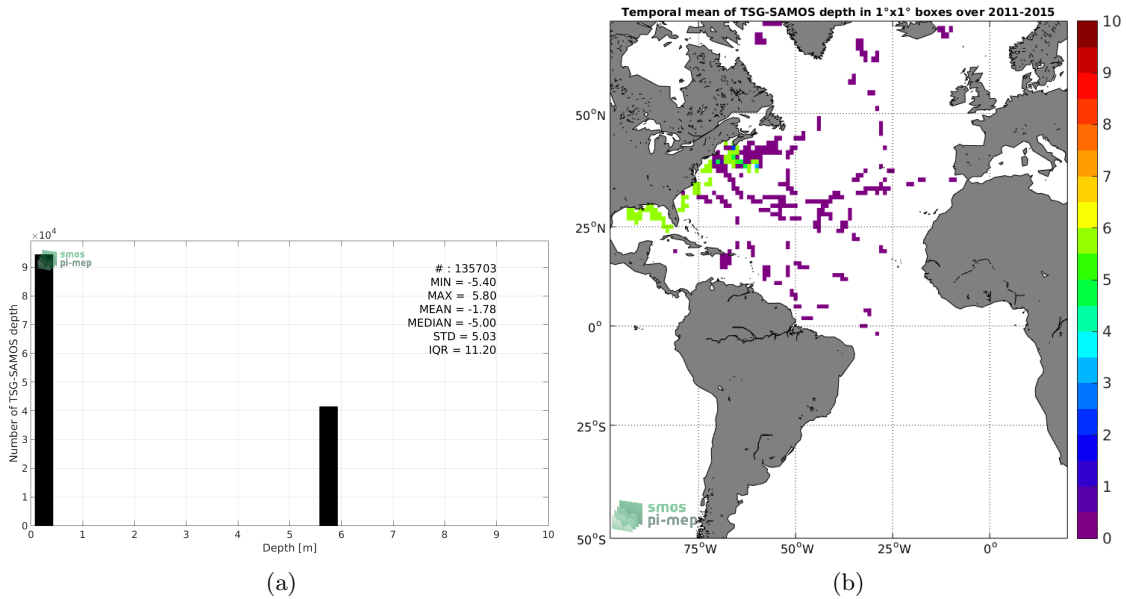 ×10⁴
smos
pi-mep
# : 135703
MIN = -5.40
MAX = 5.80
MEAN = -1.78
MEDIAN = -5.00
STD = 5.03
IQR = 11.20
Number of TSG-SAMOS depth
9
8
7
6
5
4
3
2
1
0
0 1 2 3 4 5 6 7 8 9 10
Depth [m]
(a)
Temporal mean of TSG-SAMOS depth in 1°x1° boxes over 2011-2015
50°N
25°N
0°
25°S
50°S
75°W 50°W 25°W 0°
smos
pi-mep
10
9
8
7
6
5
4
3
2
1
0
(b)